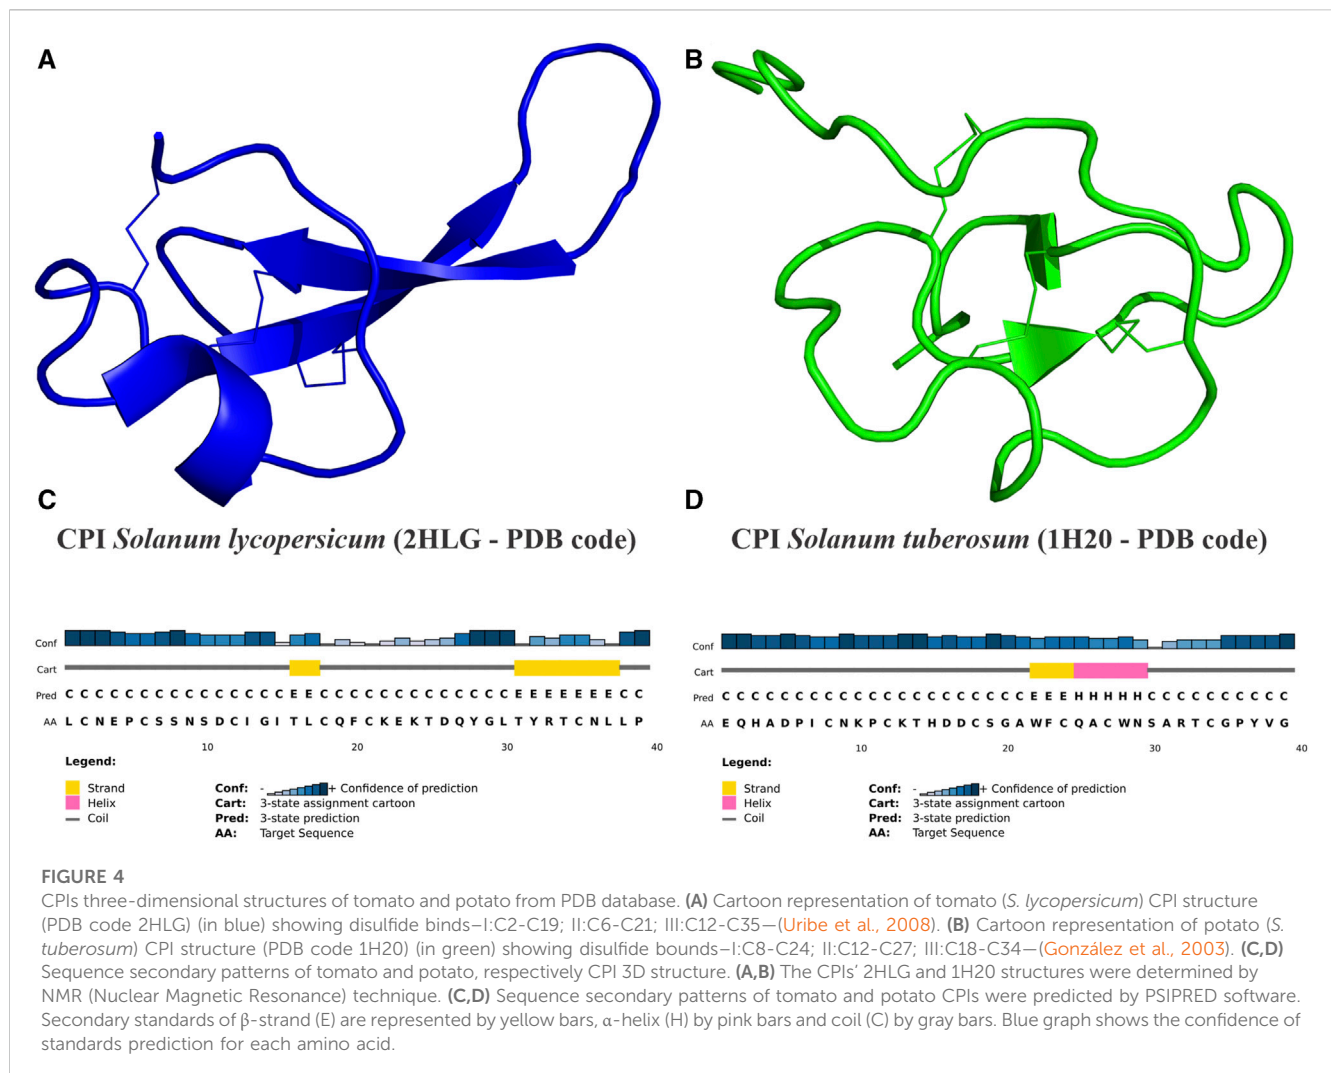 A
B
C
D
CPI Solanum lycopersicum (2HLG - PDB code)
CPI Solanum tuberosum (1H20 - PDB code)
Conf
Cart
Pred C C C C C C C C C C C C C C C E E C C C C C C C C C C C C C E E E E E E E C C
AA L C N E P C S S N S D C I G I T L C Q F C K E K T D Q Y G L T Y R T C N L L P
10 20 30 40
Legend:
Strand
Helix
Coil
Conf: - + Confidence of prediction
Cart: 3-state assignment cartoon
Pred: 3-state prediction
AA: Target Sequence
Conf
Cart
Pred C C C C C C C C C C C C C C C C C C C C C E E E H H H H H C C C C C C C C C C
AA E Q H A D P I C N K P C K T H D D C S G A W F C Q A C W N S A R T C G P Y V G
10 20 30 40
Legend:
Strand
Helix
Coil
Conf: - + Confidence of prediction
Cart: 3-state assignment cartoon
Pred: 3-state prediction
AA: Target Sequence
FIGURE 4
CPIs three-dimensional structures of tomato and potato from PDB database. (A) Cartoon representation of tomato (S. lycopersicum) CPI structure
(PDB code 2HLG) (in blue) showing disulfide binds–I:C2-C19; II:C6-C21; III:C12-C35—(Uribe et al., 2008). (B) Cartoon representation of potato (S.
tuberosum) CPI structure (PDB code 1H20) (in green) showing disulfide bounds–I:C8-C24; II:C12-C27; III:C18-C34—(González et al., 2003). (C,D)
Sequence secondary patterns of tomato and potato, respectively CPI 3D structure. (A,B) The CPIs’ 2HLG and 1H20 structures were determined by
NMR (Nuclear Magnetic Resonance) technique. (C,D) Sequence secondary patterns of tomato and potato CPIs were predicted by PSIPRED software.
Secondary standards of β-strand (E) are represented by yellow bars, α-helix (H) by pink bars and coil (C) by gray bars. Blue graph shows the confidence of
standards prediction for each amino acid.